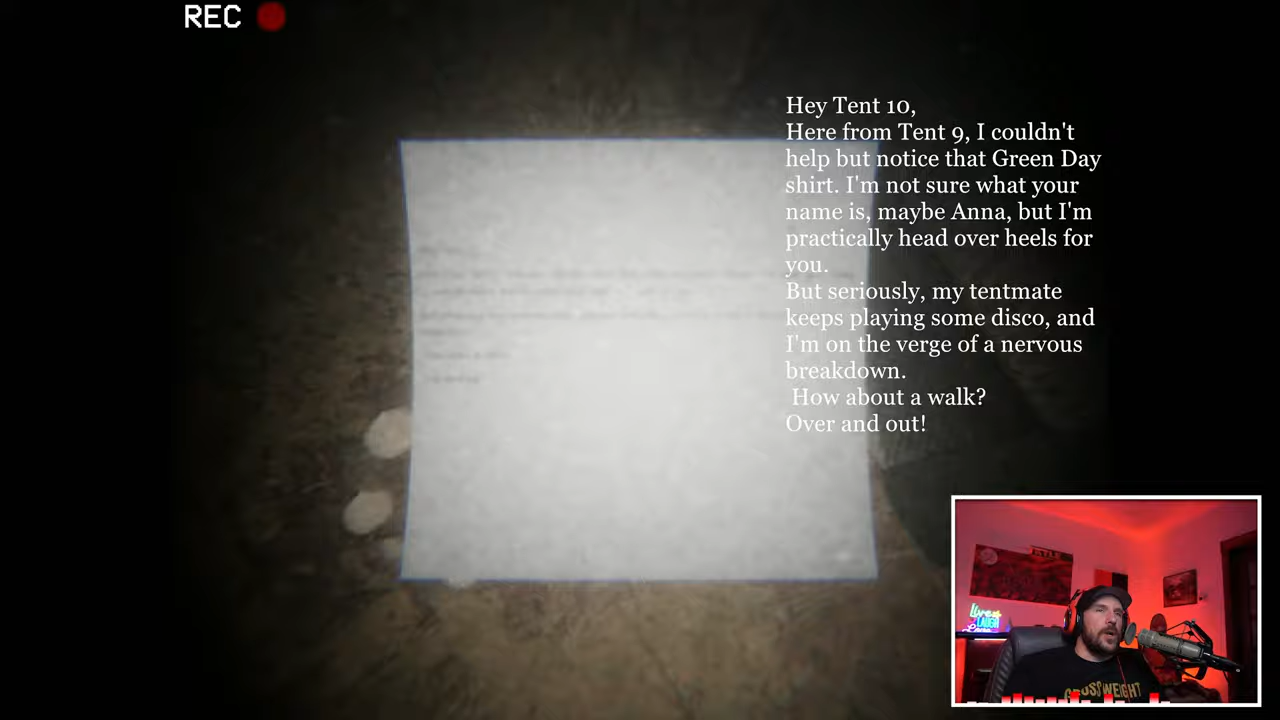 REC
Hey Tent 10,
Here from Tent 9, I couldn't
help but notice that Green Day
shirt. I'm not sure what your
name is, maybe Anna, but I'm
practically head over heels for
you.
But seriously, my tentmate
keeps playing some disco, and
I'm on the verge of a nervous
breakdown.
How about a walk?
Over and out!
Live
LAUGH